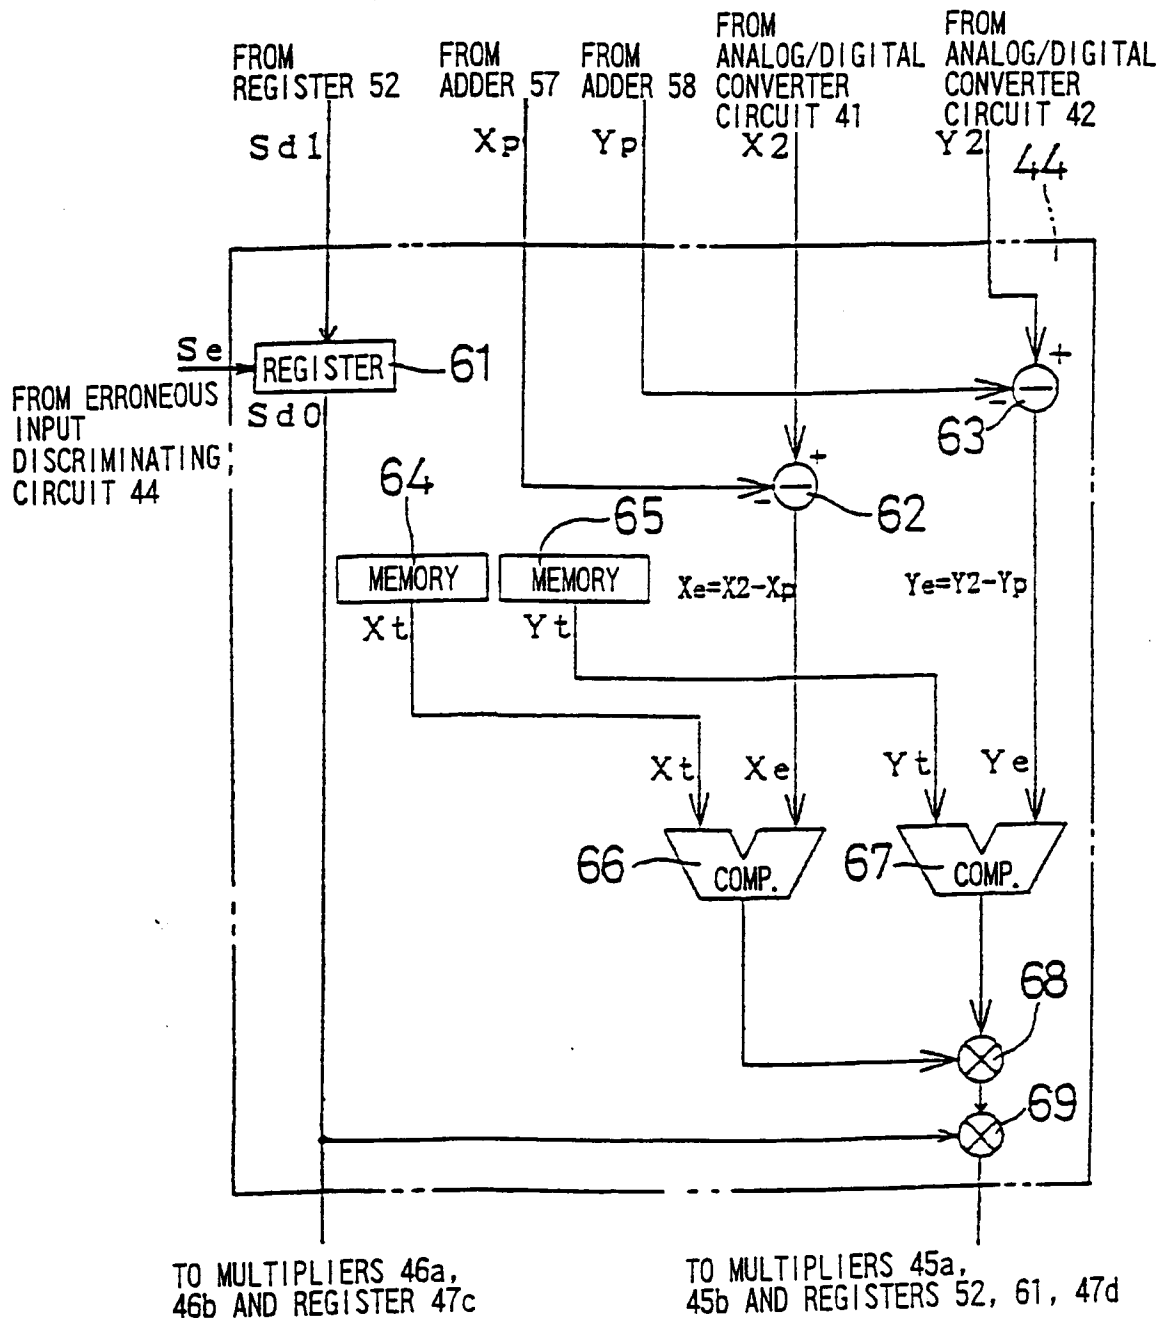 FROM
REGISTER 52
FROM
ADDER 57
FROM
ADDER 58
FROM
ANALOG/DIGITAL
CONVERTER
CIRCUIT 41
FROM
ANALOG/DIGITAL
CONVERTER
CIRCUIT 42
Sd1
Xp
Yp
X2
Y2
44
Se
REGISTER
61
+
-
63
FROM ERRONEOUS
INPUT
DISCRIMINATING
CIRCUIT 44
Sd0
64
65
+
-
62
MEMORY
MEMORY
Xe=X2-Xp
Ye=Y2-Yp
Xt
Yt
Xt
Xe
Yt
Ye
66
COMP.
67
COMP.
68
69
TO MULTIPLIERS 46a,
46b AND REGISTER 47c
TO MULTIPLIERS 45a,
45b AND REGISTERS 52, 61, 47d